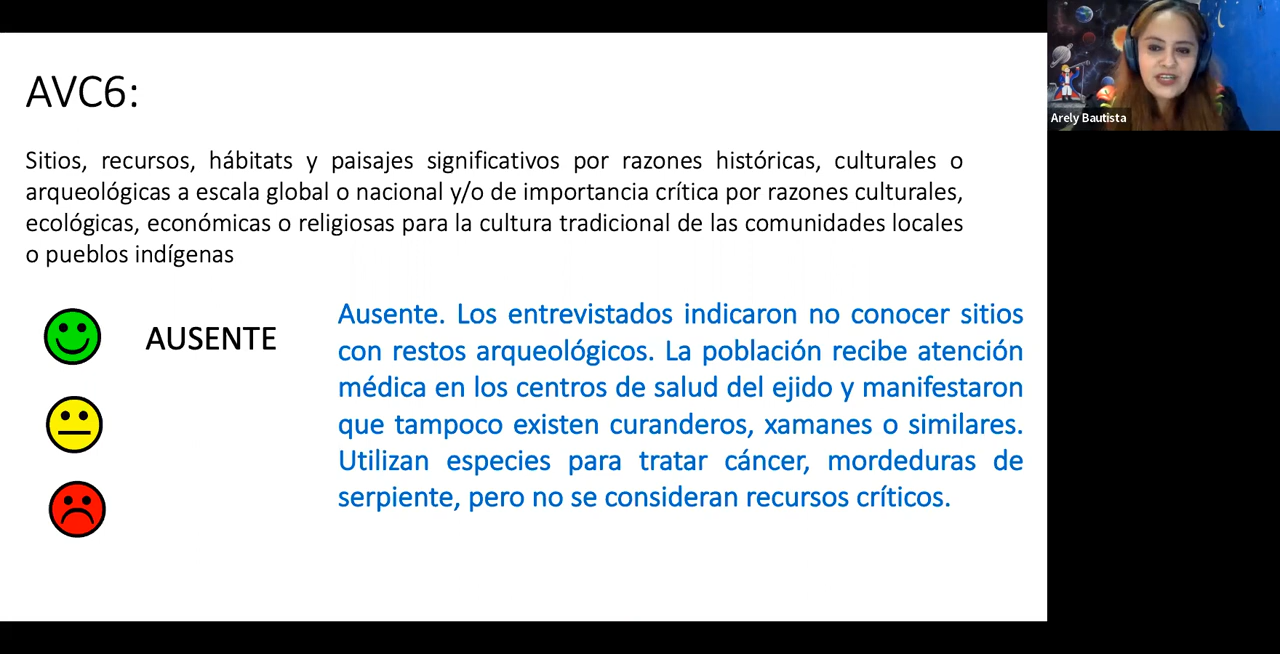 AVC6:
Sitios, recursos, hábitats y paisajes significativos por razones históricas, culturales o
arqueológicas a escala global o nacional y/o de importancia crítica por razones culturales,
ecológicas, económicas o religiosas para la cultura tradicional de las comunidades locales
o pueblos indígenas
AUSENTE
Ausente. Los entrevistados indicaron no conocer sitios
con restos arqueológicos. La población recibe atención
médica en los centros de salud del ejido y manifestaron
que tampoco existen curanderos, xamanes o similares.
Utilizan especies para tratar cáncer, mordeduras de
serpiente, pero no se consideran recursos críticos.
Arely Bautista